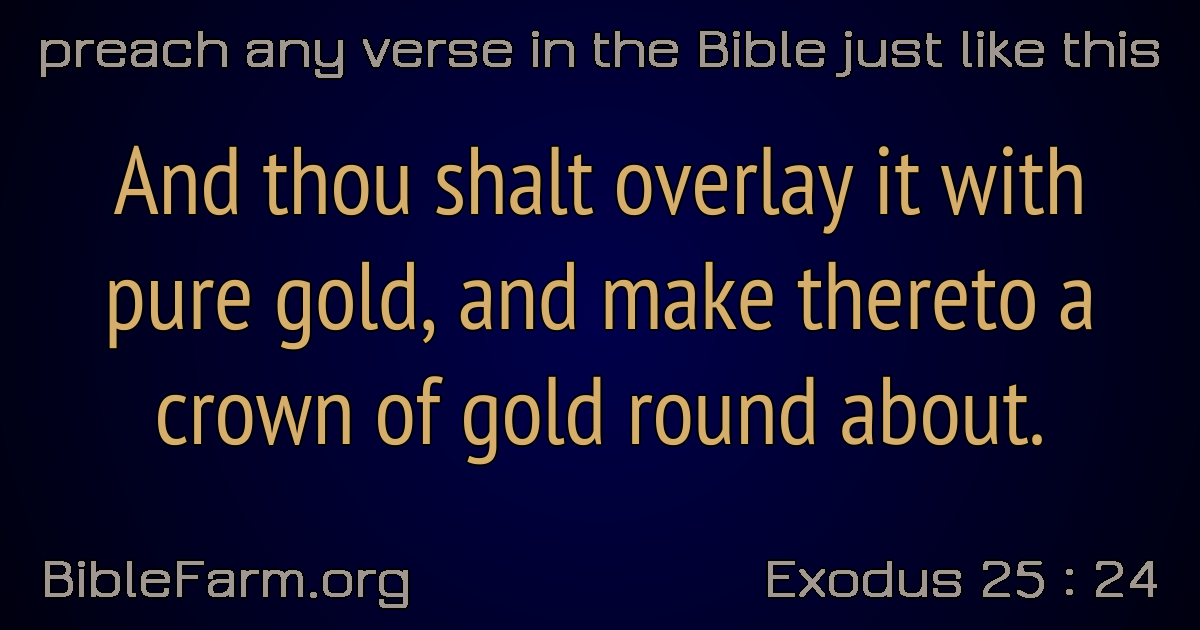 preach any verse in the Bible just like this
And thou shalt overlay it with
pure gold, and make thereto a
crown of gold round about.
BibleFarm.org
Exodus 25 : 24